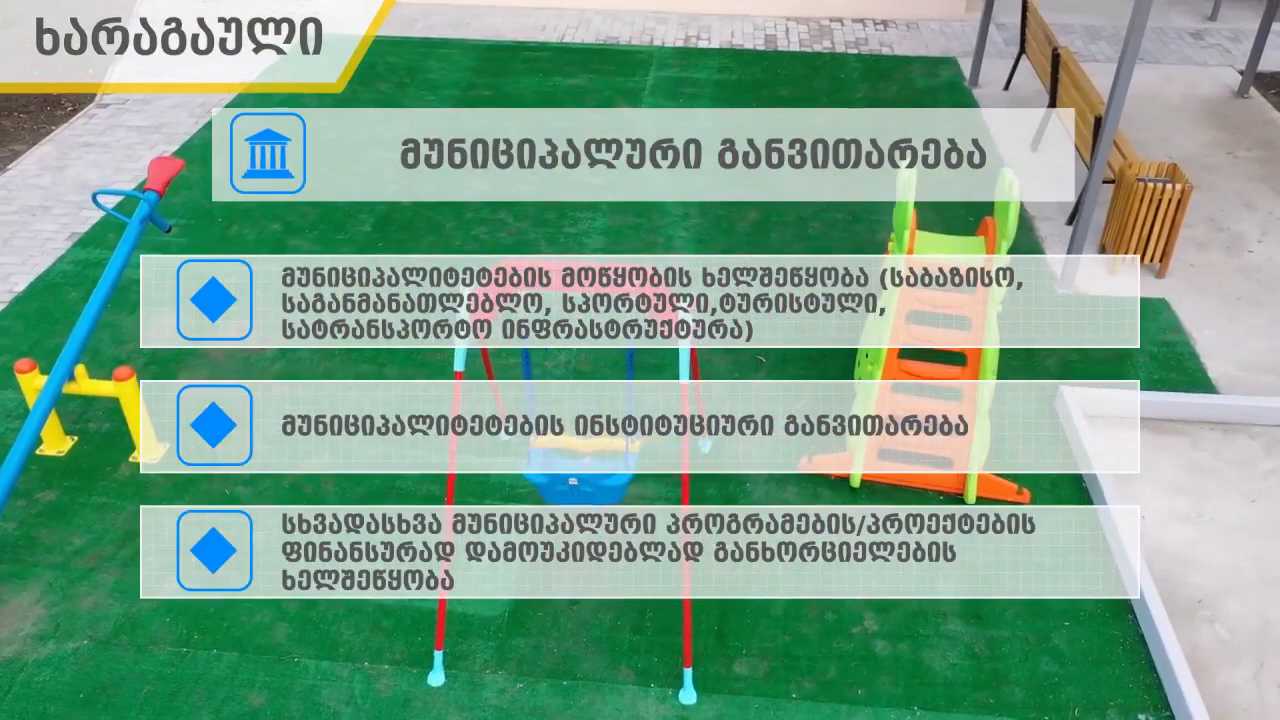 ხარაგაული
მუნიციპალური განვითარება
მუნიციპალიტეტების მოწყობის ხელშეწყობა (საბაზისო,
საგანმანათლებლო, სპორტული,ტურისტული,
სატრანსპორტო ინფრასტრუქტურა)
მუნიციპალიტეტების ინსტიტუციური განვითარება
სხვადასხვა მუნიციპალური პროგრამების/პროექტების
ფინანსურად დამოუკიდებლად განხორციელების
ხელშეწყობა